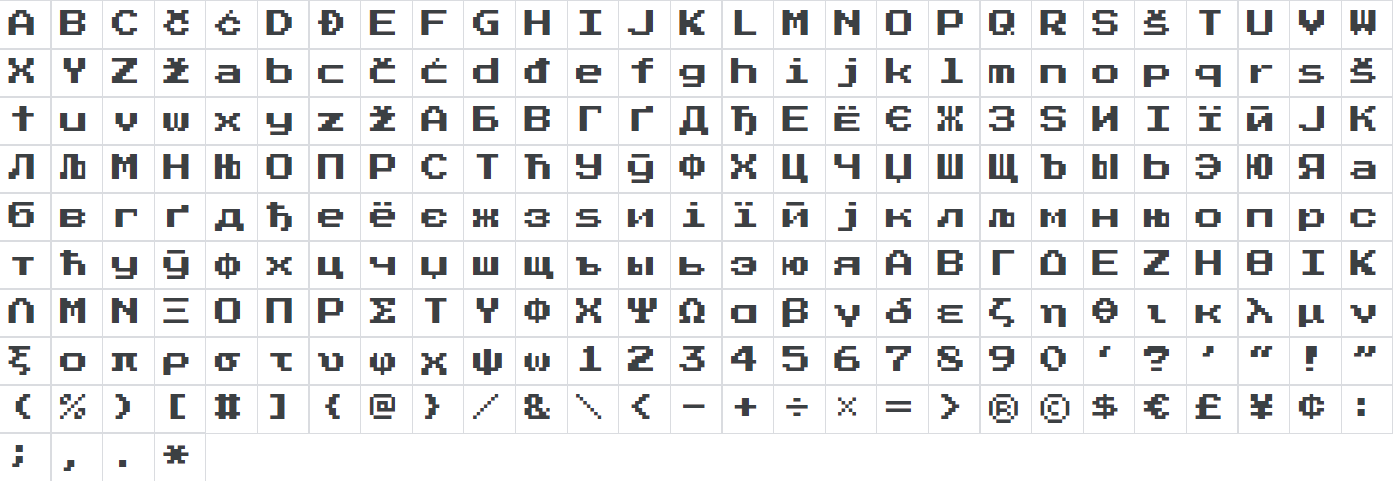 A B C Č Ć D Đ E F G H I J K L M N O P Q R S Š T U V W
X Y Z Ž a b c č ć d đ e f g h i j k l m n o p q r s š
t u v w x y z ž А Б В Г Ґ Д Ђ Е Ё Є Ж З Ѕ И І Ї Й Ј К
Л Љ М Н Њ О П Р С Т Ћ У Ў Ф Х Ц Ч Џ Ш Щ Ъ Ы Ь Э Ю Я а
б в г ґ д ђ е ё є ж з ѕ и і ї й ј к л љ м н њ о п р с
т ћ у ў ф х ц ч џ ш щ ъ ы ь э ю я Α Β Γ Δ Ε Ζ Η Θ Ι Κ
Λ Μ Ν Ξ Ο Π Ρ Σ Τ Υ Φ Χ Ψ Ω α β γ δ ε ζ η θ ι κ λ μ ν
ξ ο π ρ σ τ υ φ χ ψ ω 1 2 3 4 5 6 7 8 9 0 ‘ ? ’ “ ! ”
( % ) [ # ] { @ } / & \ < - + ÷ × = > ® © $ € £ ¥ ¢ :
; , . *